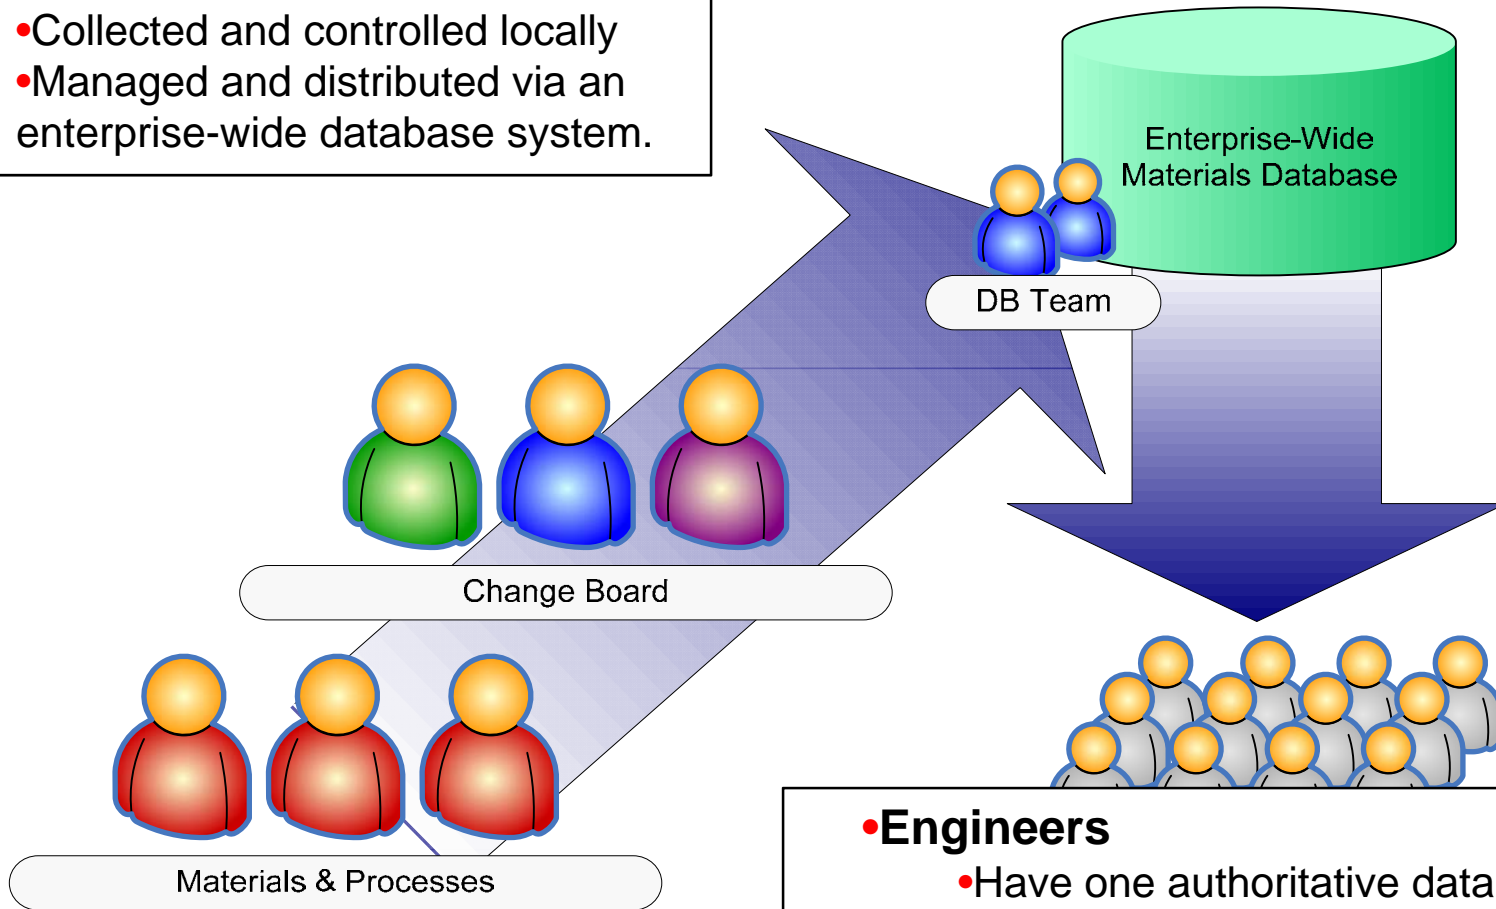 •Collected and controlled locally
•Managed and distributed via an
enterprise-wide database system.
Enterprise-Wide
Materials Database
DB Team
Change Board
Materials & Processes
•Engineers
•Have one authoritative data